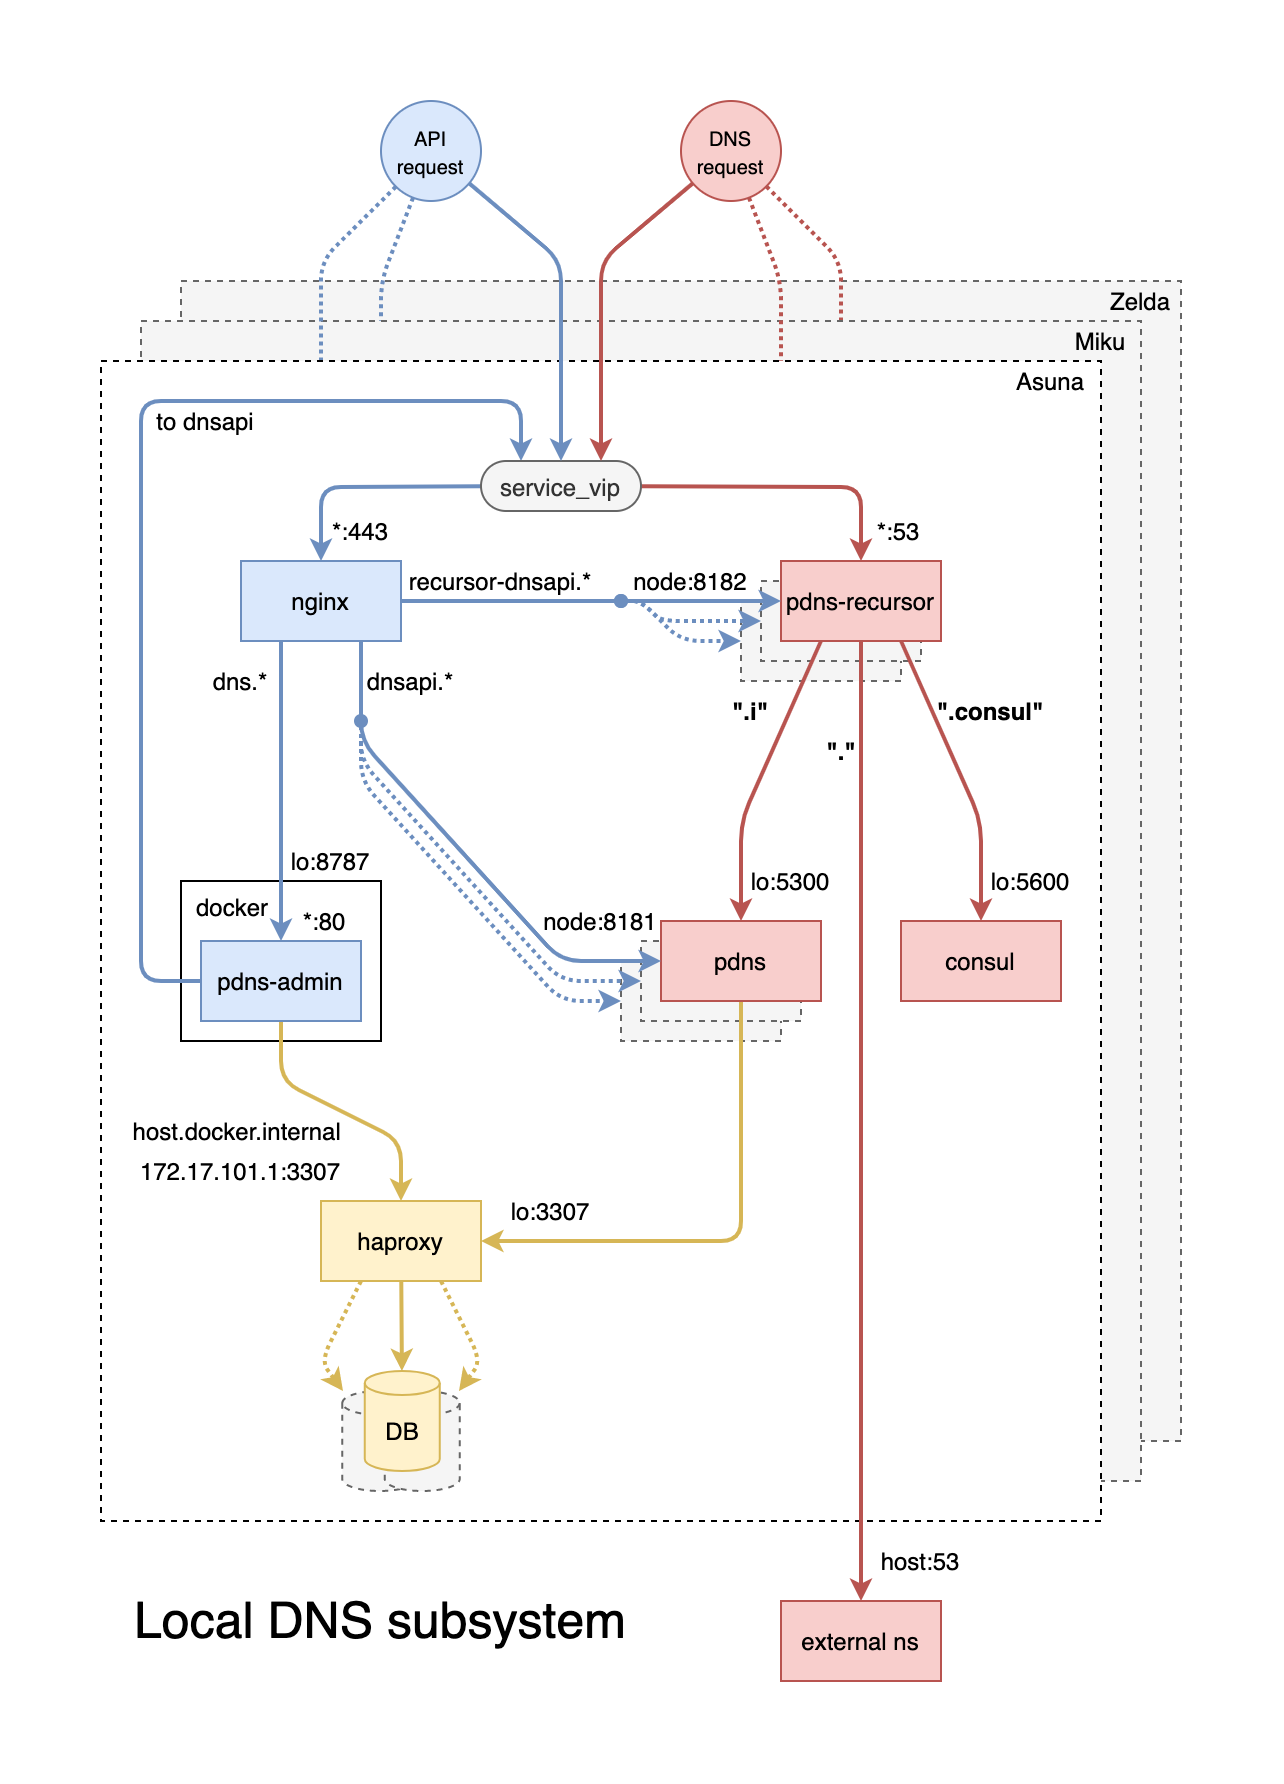 API
request
DNS
request
Zelda
Miku
Asuna
to dnsapi
service_vip
*:443
*:53
nginx
recursor-dnsapi.*
node:8182
pdns-recursor
dns.*
dnsapi.*
".i"
"."
".consul"
lo:8787
docker
*:80
pdns-admin
node:8181
lo:5300
pdns
lo:5600
consul
host.docker.internal
172.17.101.1:3307
lo:3307
haproxy
DB
host:53
external ns
Local DNS subsystem